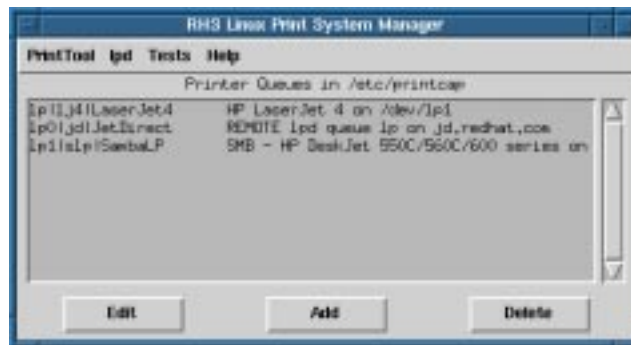 RHS Linux Print System Manager
PrintTool lpd Tests Help
Printer Queues in /etc/printcap
lp|lj4|LaserJet4 HP LaserJet 4 on /dev/lp1
lp0|jd|JetDirect REMOTE lpd queue lp on jd.redhat.com
lp1|slp|SambaLP SMB - HP DeskJet 550C/560C/600 series on
Edit Add Delete